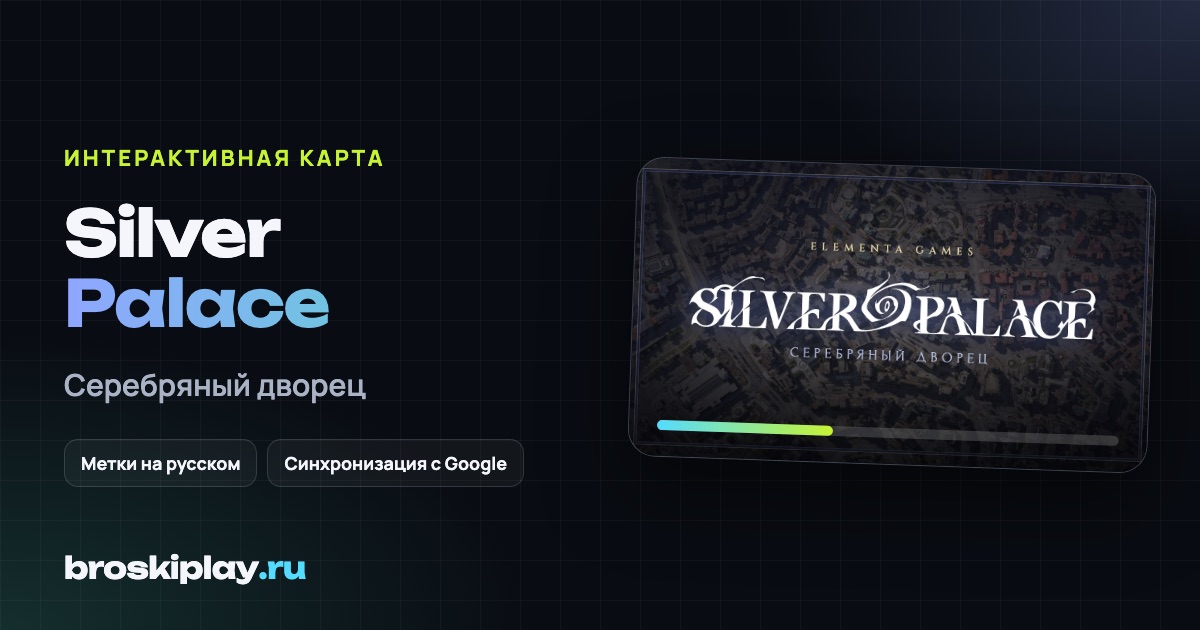 ИНТЕРАКТИВНАЯ КАРТА
Silver
Palace
Серебряный дворец
Метки на русском
Синхронизация с Google
broskiplay.ru
ELEMENTA GAMES
SILVER PALACE
СЕРЕБРЯНЫЙ ДВОРЕЦ